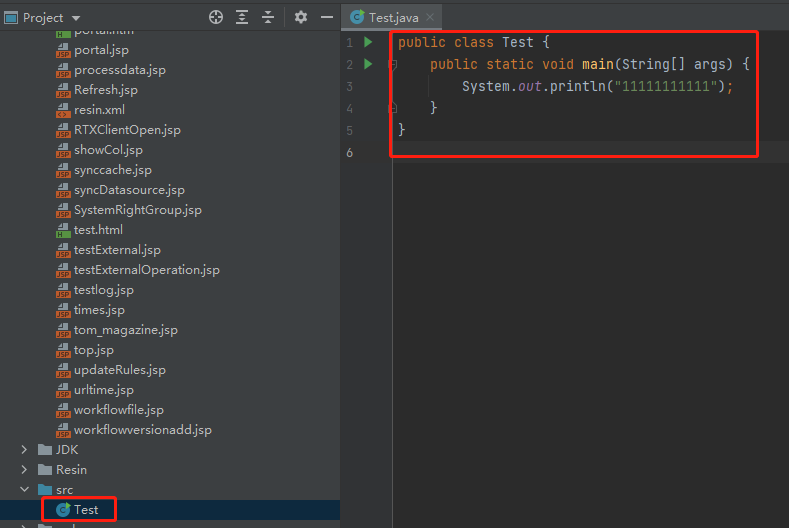 Project
Test.java
portal.htm
portal.jsp
processdata.jsp
Refresh.jsp
resin.xml
RTXClientOpen.jsp
showCol.jsp
synccache.jsp
syncDatasource.jsp
SystemRightGroup.jsp
test.html
testExternal.jsp
testExternalOperation.jsp
testlog.jsp
times.jsp
tom_magazine.jsp
top.jsp
updateRules.jsp
urltime.jsp
workflowfile.jsp
workflowversionadd.jsp
JDK
Resin
src
Test
1 public class Test {
2 public static void main(String[] args) {
3 System.out.println("11111111111");
4 }
5 }
6